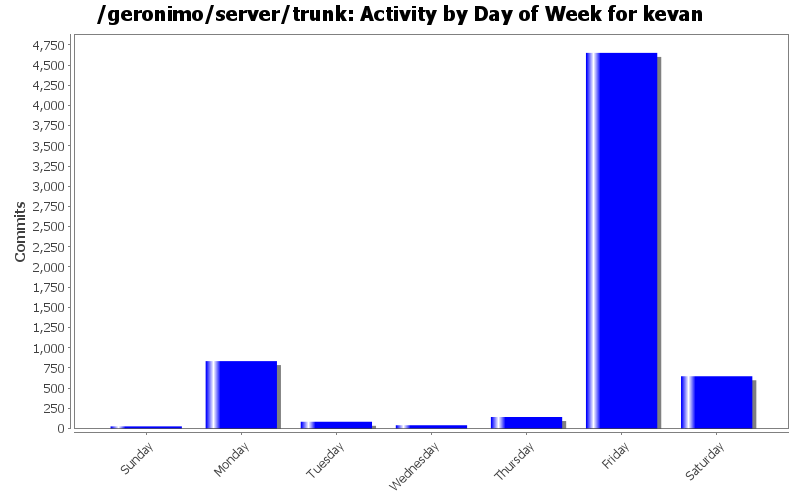 /geronimo/server/trunk: Activity by Day of Week for kevan
Commits
4,750
4,500
4,250
4,000
3,750
3,500
3,250
3,000
2,750
2,500
2,250
2,000
1,750
1,500
1,250
1,000
750
500
250
0
Sunday
Monday
Tuesday
Wednesday
Thursday
Friday
Saturday